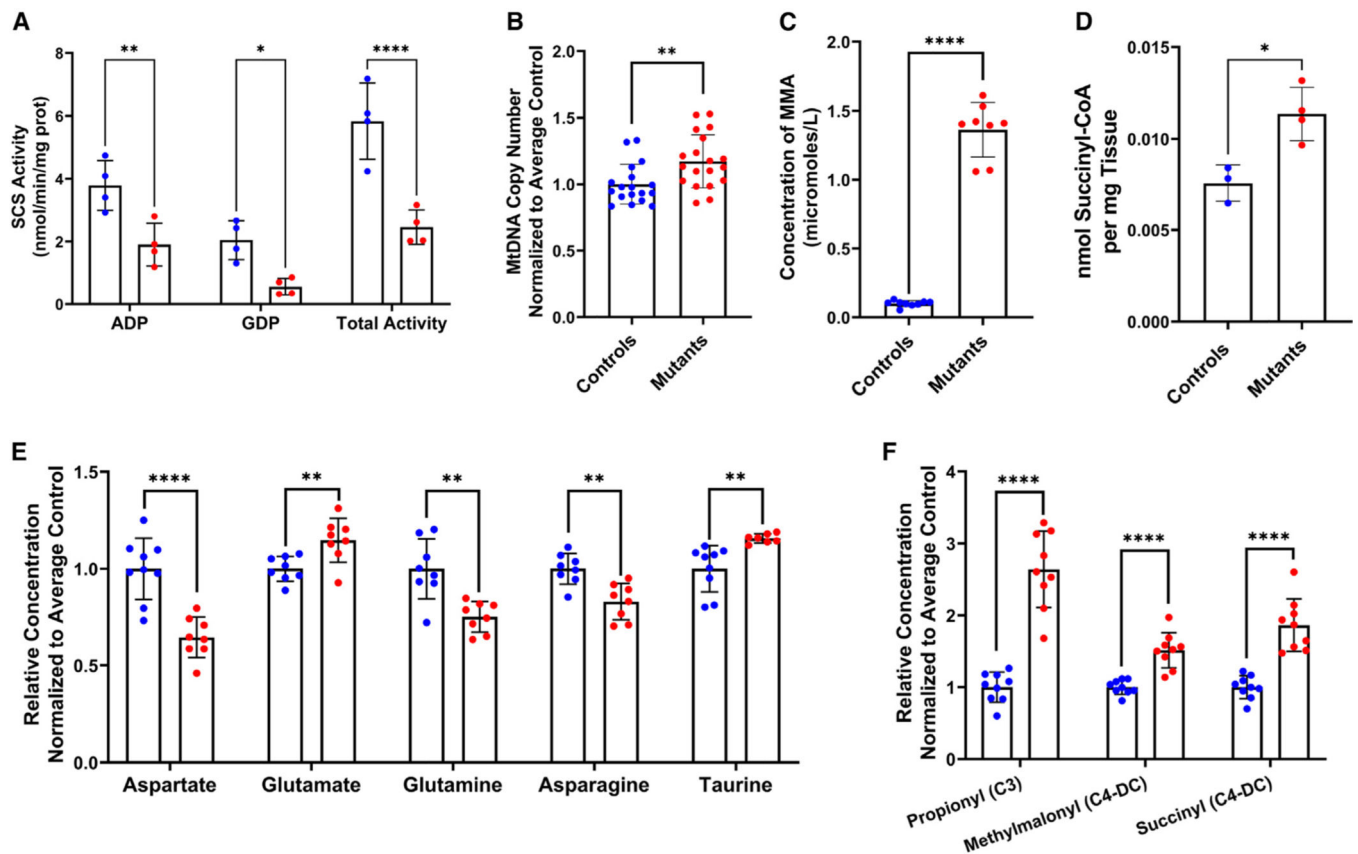 A
SCS Activity
(nmol/min/mg prot)
8
6
4
2
0
**
*
****
ADP
GDP
Total Activity
B
MtDNA Copy Number
Normalized to Average Control
2.0
1.5
1.0
0.5
0.0
**
Controls
Mutants
C
Concentration of MMA
(micromoles/L)
2.0
1.5
1.0
0.5
0.0
****
Controls
Mutants
D
nmol Succinyl-CoA
per mg Tissue
0.015
0.010
0.005
0.000
*
Controls
Mutants
E
Relative Concentration
Normalized to Average Control
1.5
1.0
0.5
0.0
****
**
**
**
**
Aspartate
Glutamate
Glutamine
Asparagine
Taurine
F
Relative Concentration
Normalized to Average Control
4
3
2
1
0
****
****
****
Propionyl (C3)
Methylmalonyl (C4-DC)
Succinyl (C4-DC)